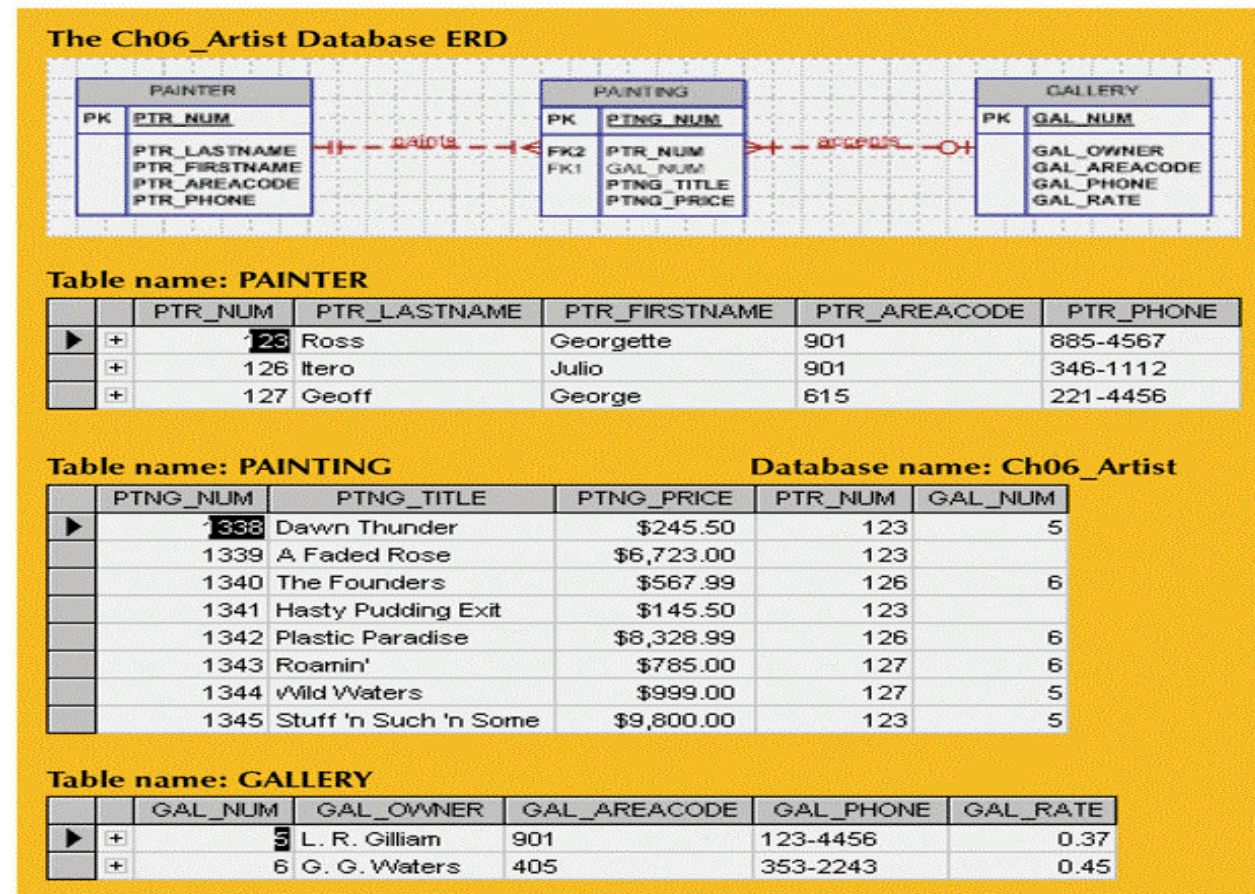 The Ch06_Artist Database ERD
PAINTER PAINTING GALLERY
PK PTR_NUM PK PTNG_NUM PK GAL_NUM
paints accepts
PTR_LASTNAME FK2 PTR_NUM GAL_OWNER
PTR_FIRSTNAME FK1 GAL_NUM GAL_AREACODE
PTR_AREACODE PTNG_TITLE GAL_PHONE
PTR_PHONE PTNG_PRICE GAL_RATE
Table name: PAINTER
PTR_NUM PTR_LASTNAME PTR_FIRSTNAME PTR_AREACODE PTR_PHONE
123 Ross Georgette 901 885-4567
126 Itero Julio 901 346-1112
127 Geoff George 615 221-4456
Table name: PAINTING Database name: Ch06_Artist
PTNG_NUM PTNG_TITLE PTNG_PRICE PTR_NUM GAL_NUM
1338 Dawn Thunder $245.50 123 5
1339 A Faded Rose $6,723.00 123
1340 The Founders $567.99 126 6
1341 Hasty Pudding Exit $145.50 123
1342 Plastic Paradise $8,328.99 126 6
1343 Roamin' $785.00 127 6
1344 Wild Waters $999.00 127 5
1345 Stuff 'n Such 'n Some $9,800.00 123 5
Table name: GALLERY
GAL_NUM GAL_OWNER GAL_AREACODE GAL_PHONE GAL_RATE
5 L. R. Gilliam 901 123-4456 0.37
6 G. G. Waters 405 353-2243 0.45